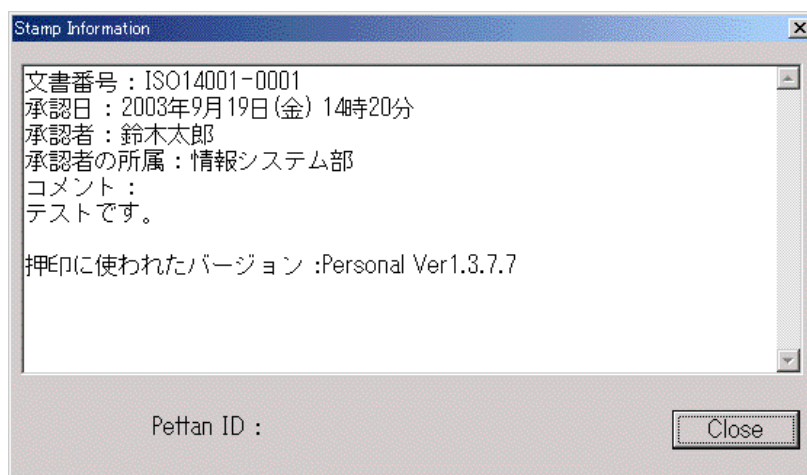 Stamp Information
文書番号：ISO14001-0001
承認日：2003年9月19日(金) 14時20分
承認者：鈴木太郎
承認者の所属：情報システム部
コメント：
テストです。
押印に使われたバージョン :Personal Ver1.3.7.7
Pettan ID :
Close